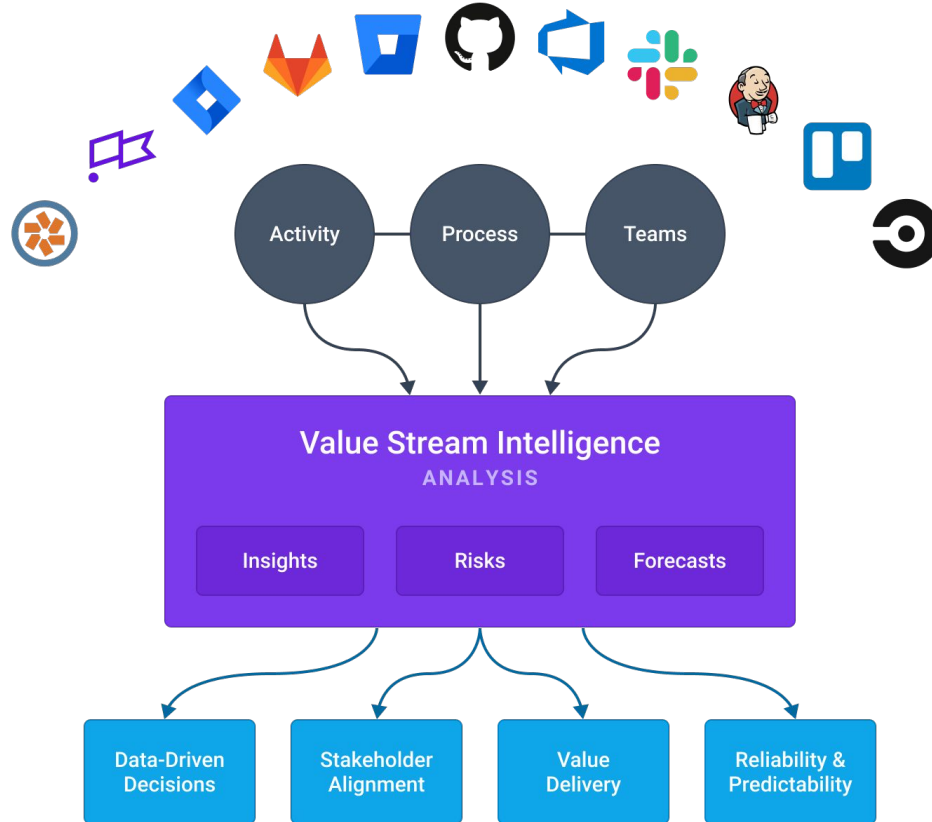 Activity
Process
Teams
Value Stream Intelligence
ANALYSIS
Insights
Risks
Forecasts
Data-Driven
Decisions
Stakeholder
Alignment
Value
Delivery
Reliability &
Predictability